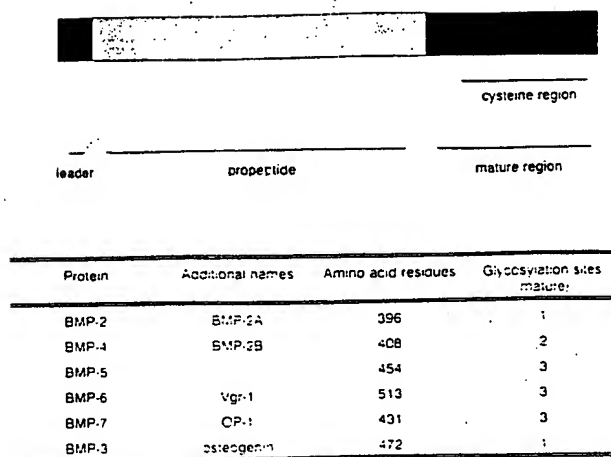 cysteine region
leader propeptide mature region
Protein Additional names Amino acid residues Glycosylation sites
mature)
BMP-2 BMP-2A 396 1
BMP-4 BMP-2B 408 2
BMP-5 454 3
BMP-6 Vgr-1 513 3
BMP-7 OP-1 431 3
BMP-3 osteogenin 472 1